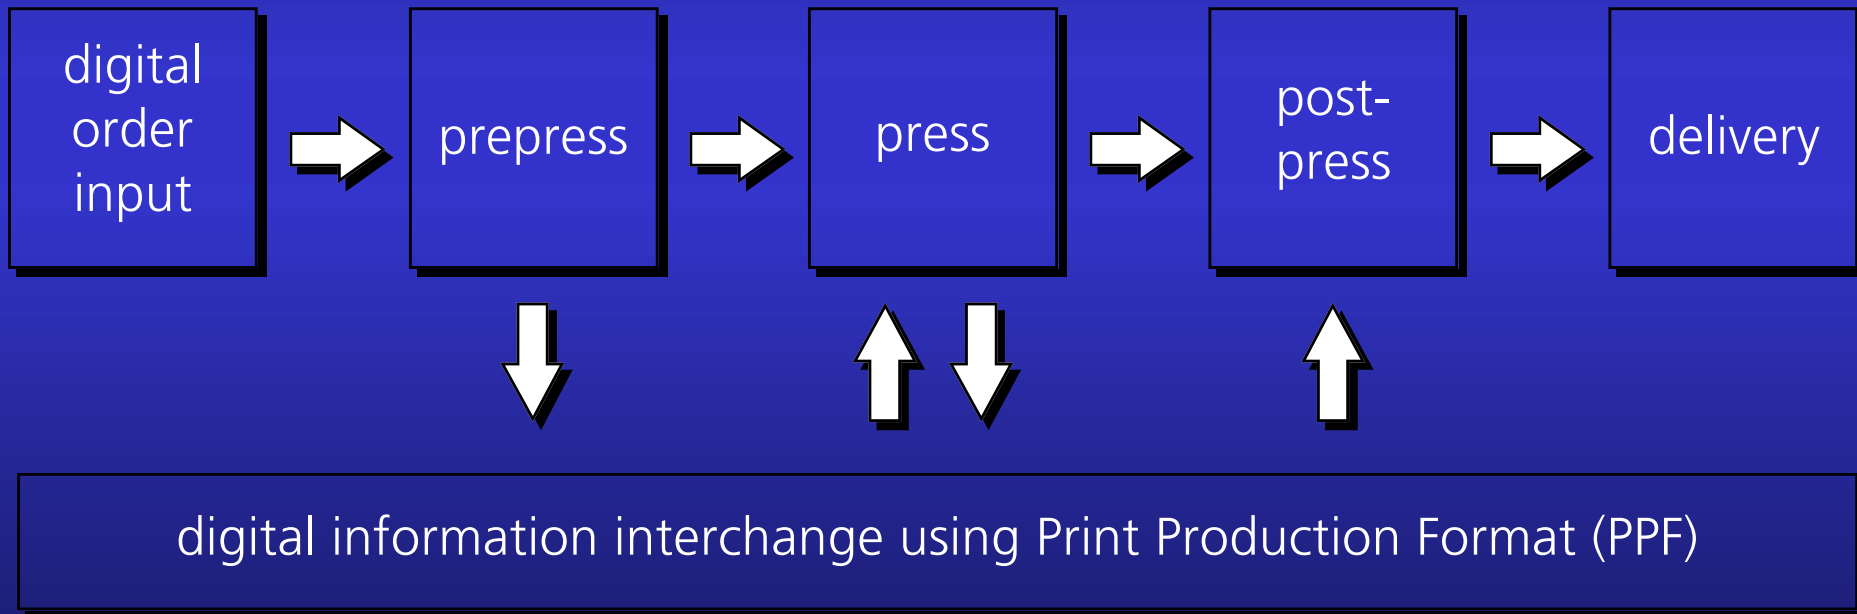 digital
order
input
prepress
press
post-
press
delivery
digital information interchange using Print Production Format (PPF)